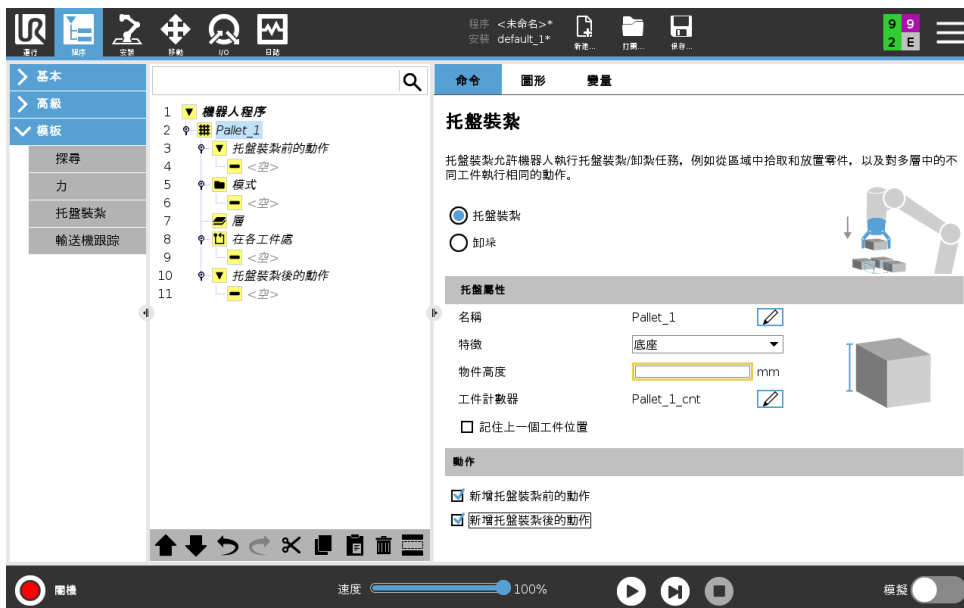 程序 <未命名>*
安裝 default_1*
運行
程序
安裝
移動
I/O
日誌
新建...
打開...
保存...
9 9
2 E
基本
高級
模板
探尋
力
托盤裝紮
輸送機跟踪
1 機器人程序
2 Pallet_1
3 托盤裝紮前的動作
4 <空>
5 模式
6 <空>
7 層
8 在各工件處
9 <空>
10 托盤裝紮後的動作
11 <空>
命令 圖形 變量
托盤裝紮
托盤裝紮允許機器人執行托盤裝紮/卸紮任務，例如從區域中拾取和放置零件，以及對多層中的不
同工件執行相同的動作。
托盤裝紮
卸垛
托盤屬性
名稱 Pallet_1
特徵 底座
物件高度 mm
工件計數器 Pallet_1_cnt
記住上一個工件位置
動作
新增托盤裝紮前的動作
新增托盤裝紮後的動作
關機
速度 100%
模擬